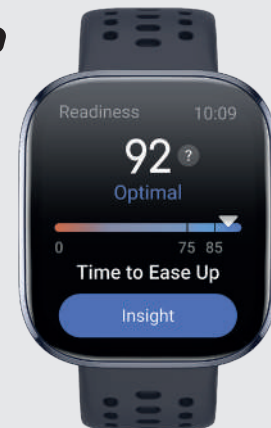 Readiness 10:09
92 ?
Optimal
0 75 85
Time to Ease Up
Insight